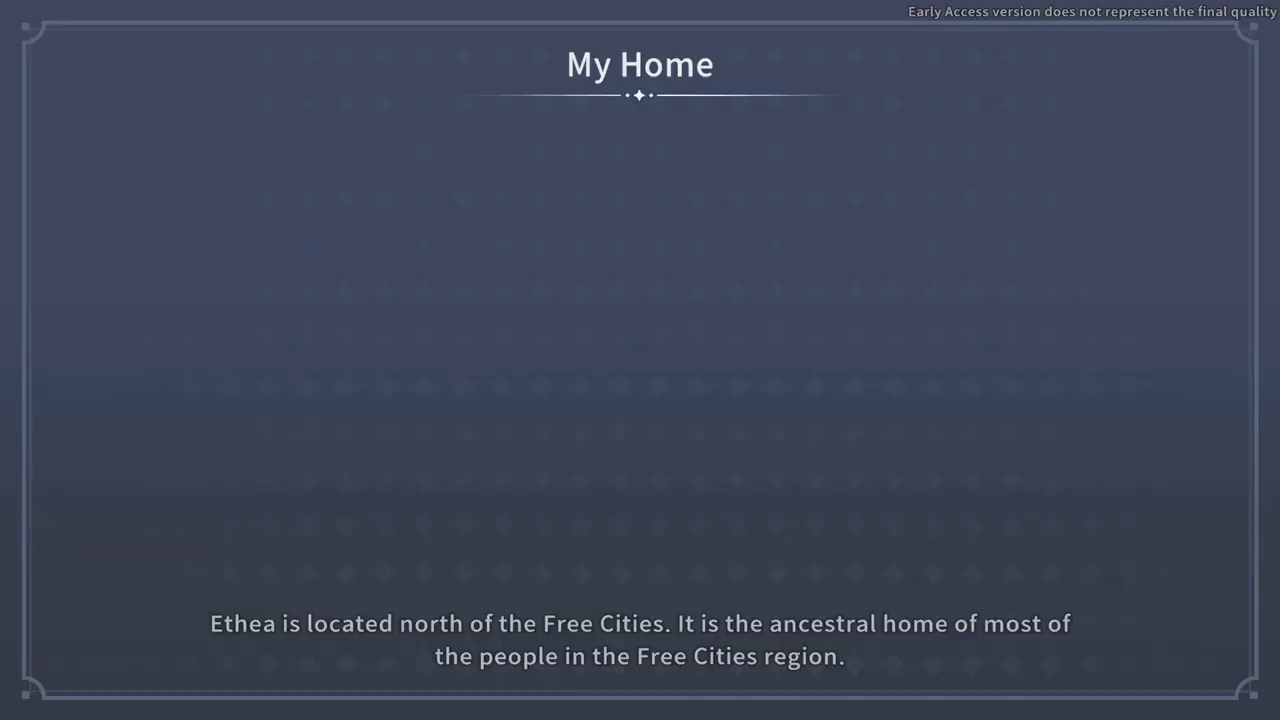 Early Access version does not represent the final quality
My Home
Ethea is located north of the Free Cities. It is the ancestral home of most of
the people in the Free Cities region.